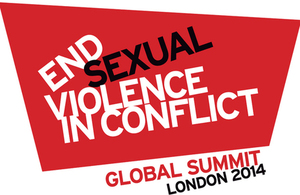 END
SEXUAL
VIOLENCE
IN CONFLICT
GLOBAL SUMMIT
LONDON 2014